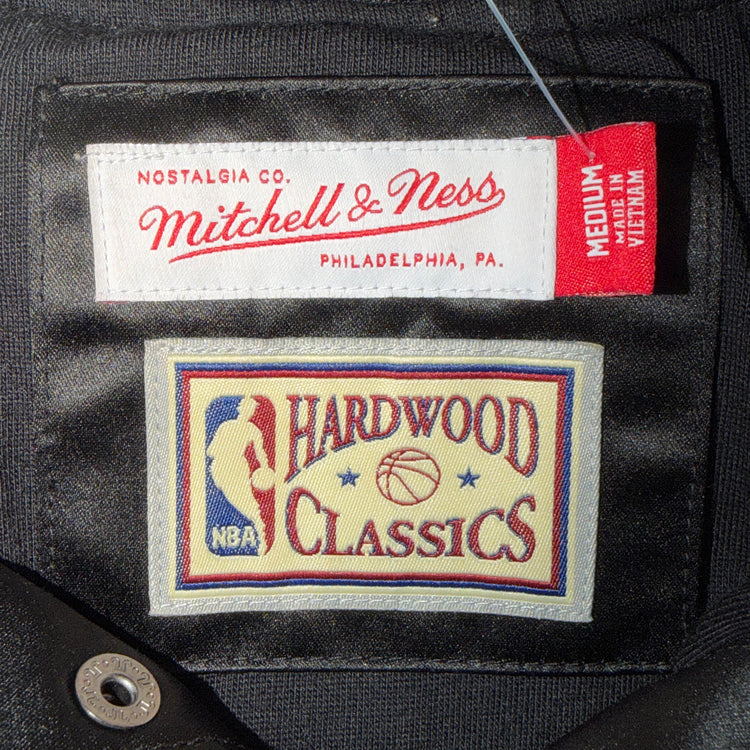 NOSTALGIA CO.
Mitchell & Ness
PHILADELPHIA, PA.
MEDIUM
MADE IN
VIETNAM
HARDWOOD
CLASSICS
NBA